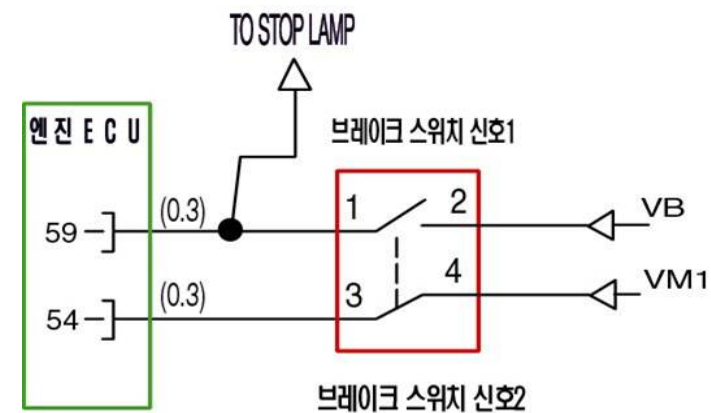 TO STOP LAMP
엔진 E C U
브레이크 스위치 신호1
59
(0.3)
1
2
VB
54
(0.3)
3
4
VM1
브레이크 스위치 신호2